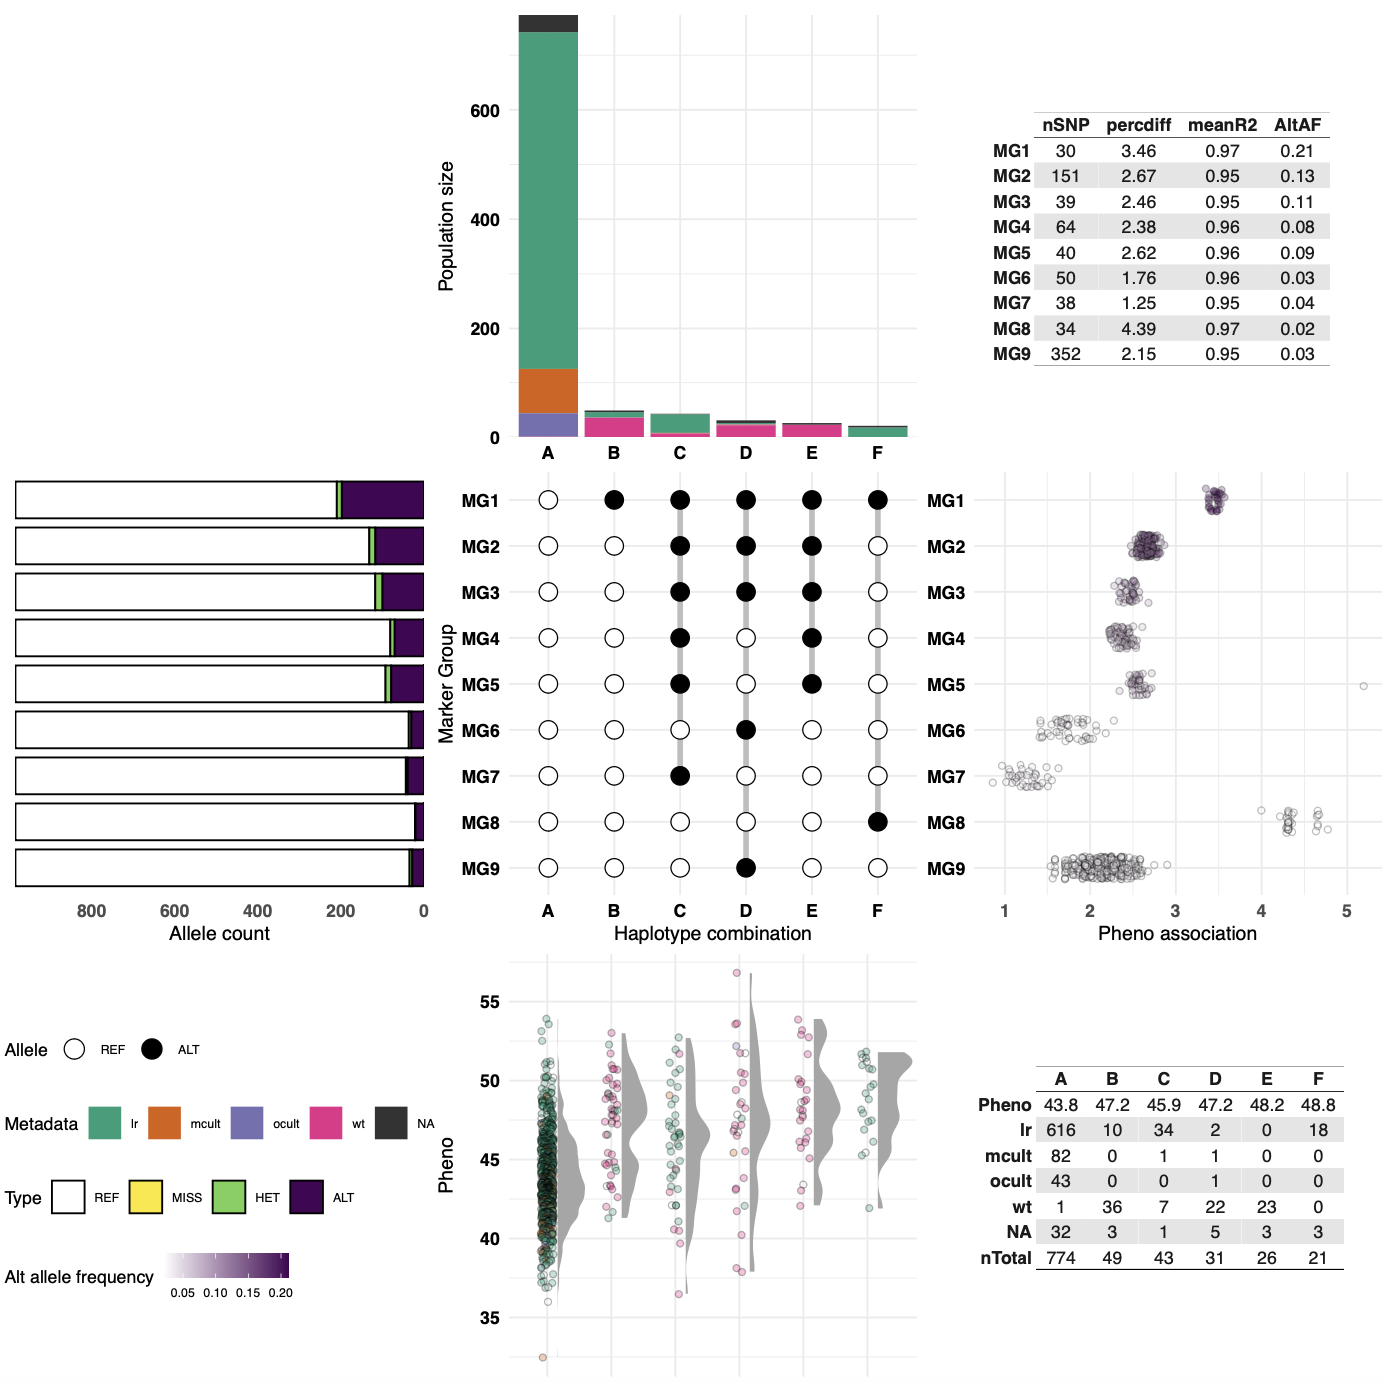 600
400
200
0
Population size
A B C D E F
nSNP percdiff meanR2 AltAF
MG1 30 3.46 0.97 0.21
MG2 151 2.67 0.95 0.13
MG3 39 2.46 0.95 0.11
MG4 64 2.38 0.96 0.08
MG5 40 2.62 0.96 0.09
MG6 50 1.76 0.96 0.03
MG7 38 1.25 0.95 0.04
MG8 34 4.39 0.97 0.02
MG9 352 2.15 0.95 0.03
800 600 400 200 0
Allele count
Marker Group
MG1
MG2
MG3
MG4
MG5
MG6
MG7
MG8
MG9
A B C D E F
Haplotype combination
MG1
MG2
MG3
MG4
MG5
MG6
MG7
MG8
MG9
1 2 3 4 5
Pheno association
Allele REF ALT
Metadata lr mcult ocult wt NA
Type REF MISS HET ALT
Alt allele frequency
0.05 0.10 0.15 0.20
Pheno
55
50
45
40
35
A B C D E F
Pheno 43.8 47.2 45.9 47.2 48.2 48.8
lr 616 10 34 2 0 18
mcult 82 0 1 1 0 0
ocult 43 0 0 1 0 0
wt 1 36 7 22 23 0
NA 32 3 1 5 3 3
nTotal 774 49 43 31 26 21